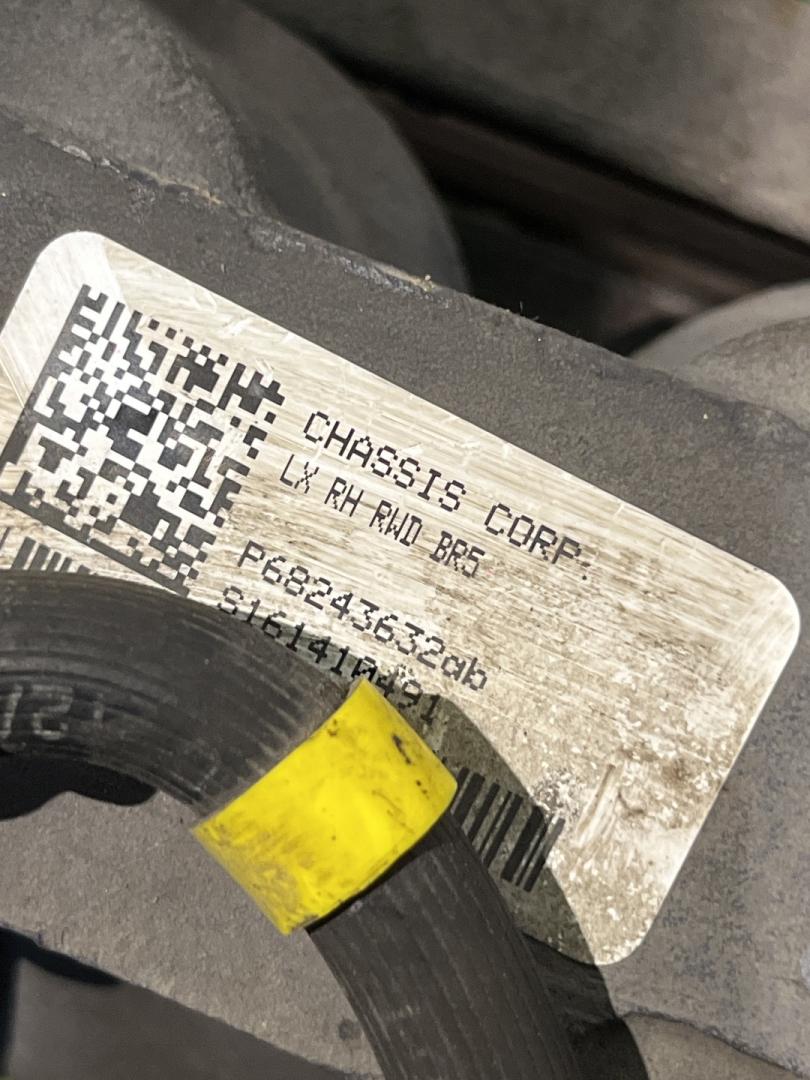 CHASSIS CORP.
LX RH RWD BR5
P68243632ab
S161410491